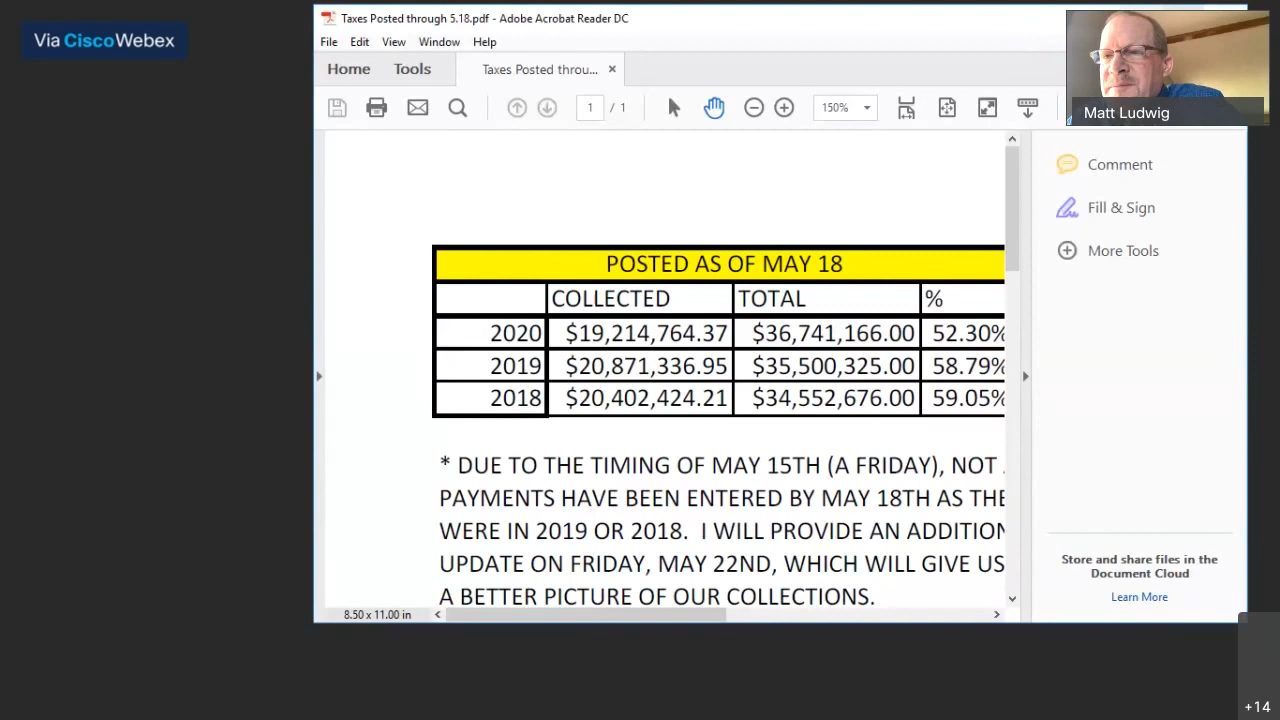 Via Cisco Webex
Taxes Posted through 5.18.pdf - Adobe Acrobat Reader DC
File Edit View Window Help
Home Tools Taxes Posted throu... ×
1 / 1 150%
Matt Ludwig
Comment
Fill & Sign
More Tools
POSTED AS OF MAY 18
COLLECTED TOTAL %
2020 $19,214,764.37 $36,741,166.00 52.30%
2019 $20,871,336.95 $35,500,325.00 58.79%
2018 $20,402,424.21 $34,552,676.00 59.05%
* DUE TO THE TIMING OF MAY 15TH (A FRIDAY), NOT
PAYMENTS HAVE BEEN ENTERED BY MAY 18TH AS THE
WERE IN 2019 OR 2018. I WILL PROVIDE AN ADDITION
UPDATE ON FRIDAY, MAY 22ND, WHICH WILL GIVE US
A BETTER PICTURE OF OUR COLLECTIONS.
Store and share files in the
Document Cloud
Learn More
8.50 x 11.00 in
+14